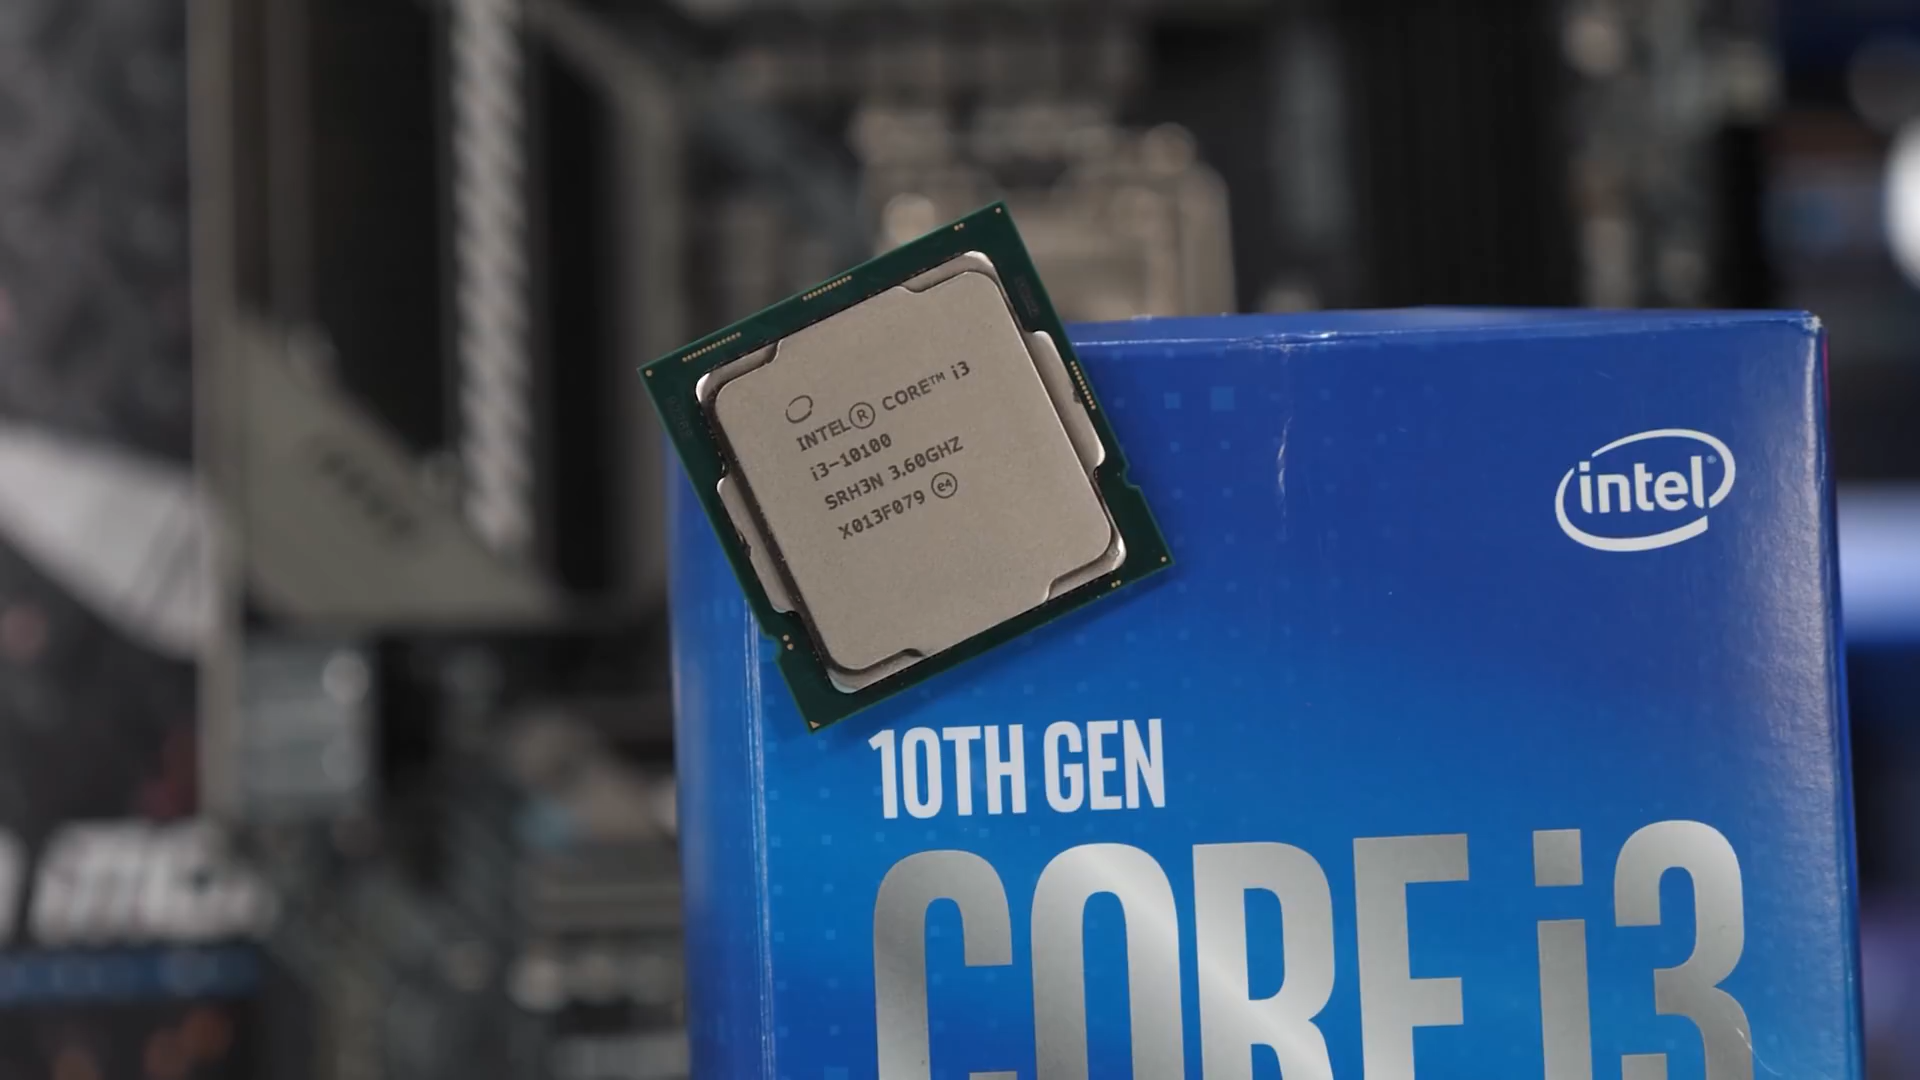 INTEL® CORE™ i3
i3-10100
SRH3N 3.60GHZ
X013F079 e4
intel®
10TH GEN
CORE i3